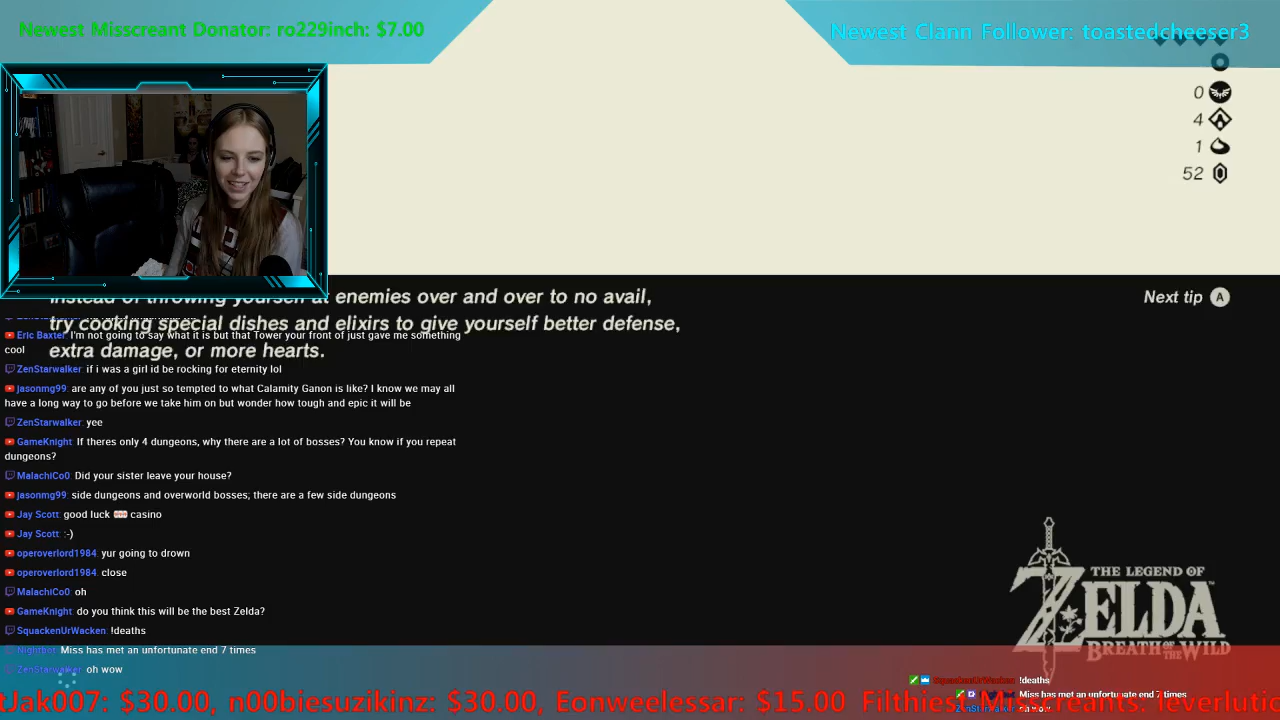 Newest Misscreant Donator: ro229inch: $7.00
Newest Clann Follower: toastedcheeser3
0
4
1
52
Instead of throwing yourself at enemies over and over to no avail,
try cooking special dishes and elixirs to give yourself better defense,
extra damage, or more hearts.
Next tip A
Eric Baxter: I'm not going to say what it is but that Tower your front of just gave me something
cool
ZenStarwalker: if i was a girl id be rocking for eternity lol
jasonmg99: are any of you just so tempted to what Calamity Ganon is like? I know we may all
have a long way to go before we take him on but wonder how tough and epic it will be
ZenStarwalker: yee
GameKnight: If theres only 4 dungeons, why there are a lot of bosses? You know if you repeat
dungeons?
MalachiCo0: Did your sister leave your house?
jasonmg99: side dungeons and overworld bosses; there are a few side dungeons
Jay Scott: good luck casino
Jay Scott: :-)
operoverlord1984: yur going to drown
operoverlord1984: close
MalachiCo0: oh
GameKnight: do you think this will be the best Zelda?
SquackenUrWacken: !deaths
Nightbot: Miss has met an unfortunate end 7 times
ZenStarwalker: oh wow
THE LEGEND OF
ZELDA
BREATH OF THE WILD
SquackenUrWacken: !deaths
Miss has met an unfortunate end 7 times
ZenStarwalker: oh wow
tJak007: $30.00, n00biesuzikinz: $30.00, Eonweelessar: $15.00 Filthiest Misscreants: leverlutic